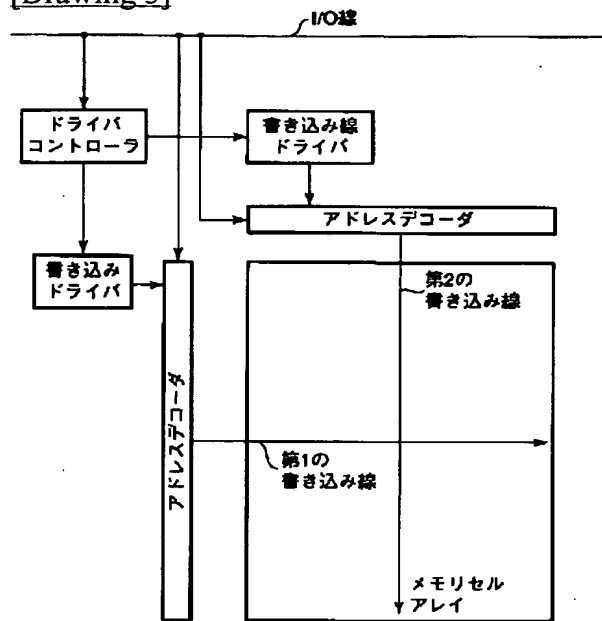 I/O線
ドライバ
コントローラ
書き込み線
ドライバ
アドレスデコーダ
書き込み
ドライバ
アドレスデコーダ
第2の
書き込み線
第1の
書き込み線
メモリセル
アレイ